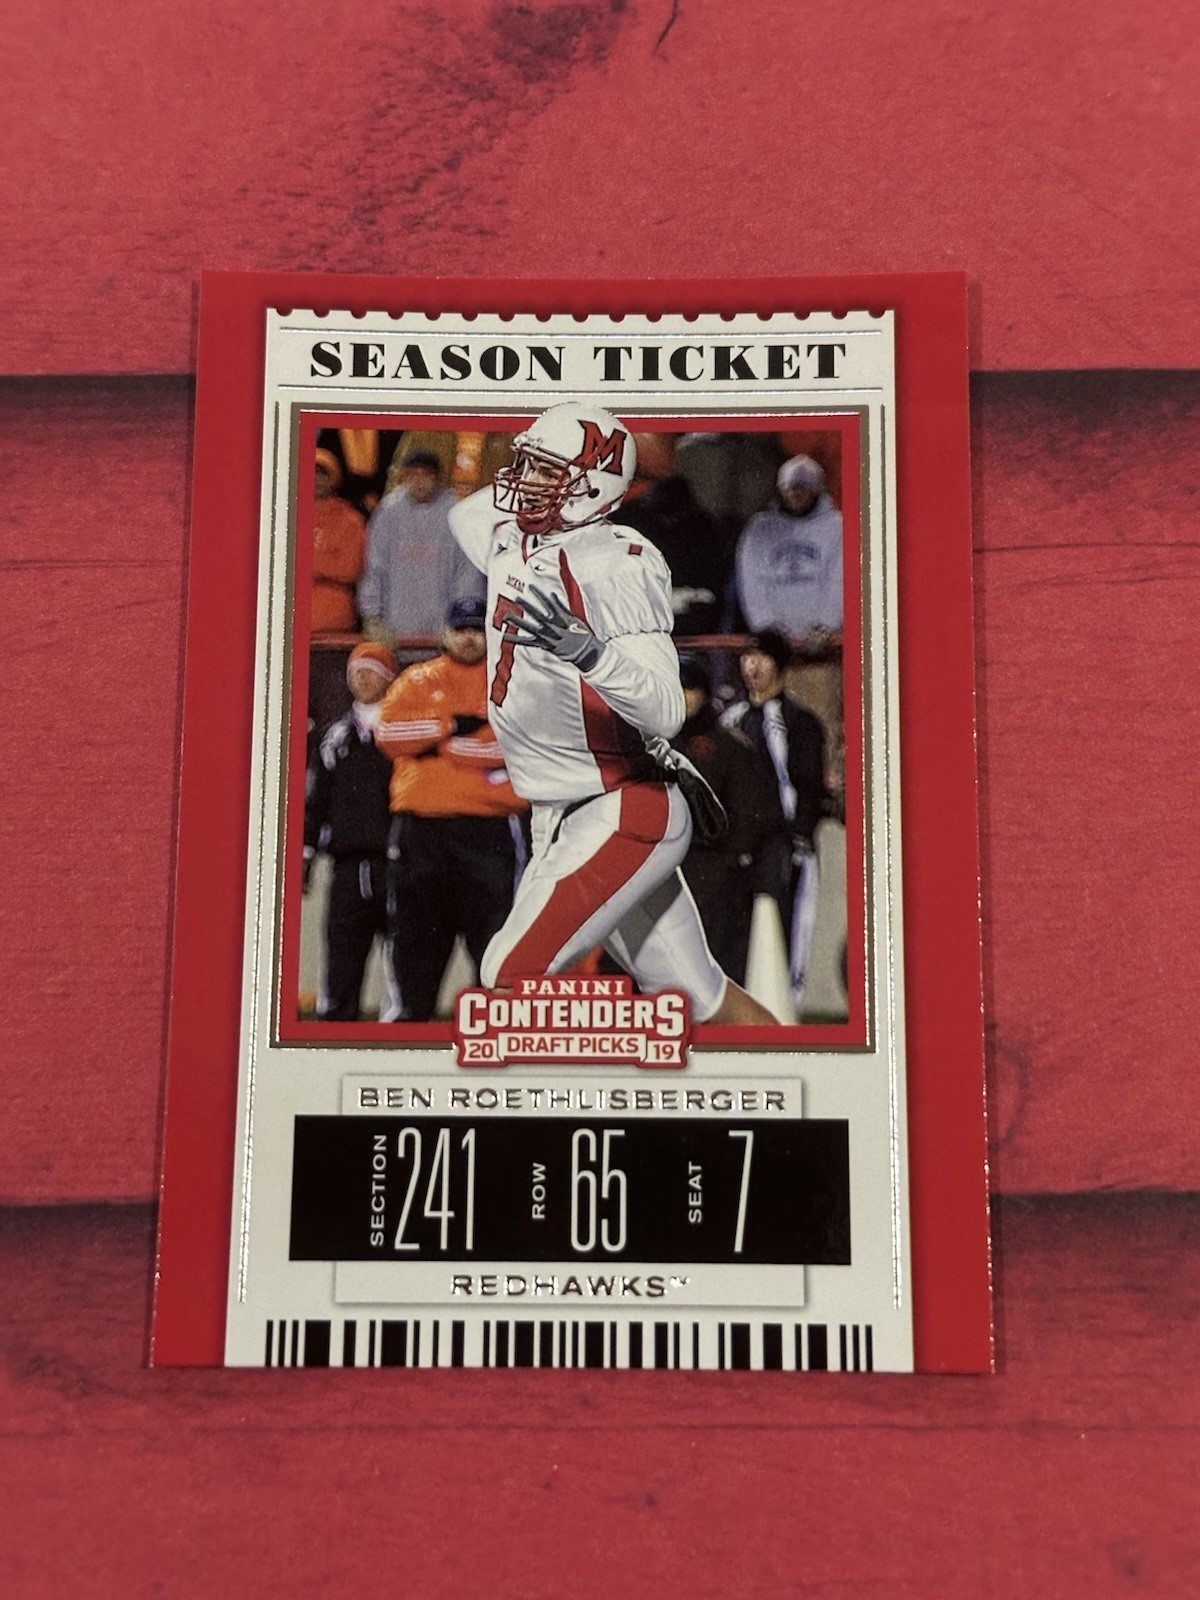 SEASON TICKET
M
7
PANINI
CONTENDERS
20 DRAFT PICKS 19
BEN ROETHLISBERGER
SECTION 241 ROW 65 SEAT 7
REDHAWKS™